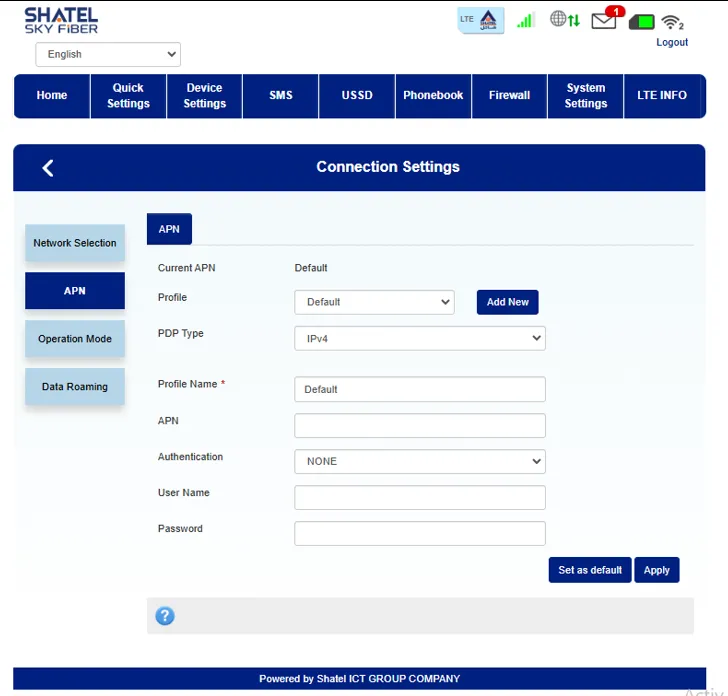 SHATEL
SKY FIBER
LTE
1
2
Logout
English
Home
Quick Settings
Device Settings
SMS
USSD
Phonebook
Firewall
System Settings
LTE INFO
Connection Settings
Network Selection
APN
Operation Mode
Data Roaming
APN
Current APN Default
Profile Default Add New
PDP Type IPv4
Profile Name * Default
APN
Authentication NONE
User Name
Password
Set as default Apply
?
Powered by Shatel ICT GROUP COMPANY